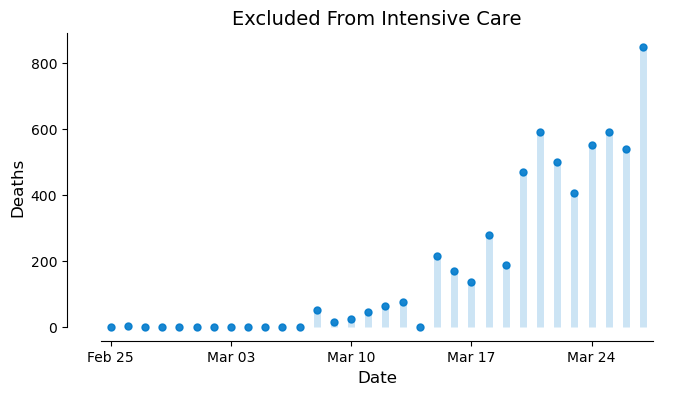 Excluded From Intensive Care
Deaths
800
600
400
200
0
Feb 25
Mar 03
Mar 10
Mar 17
Mar 24
Date